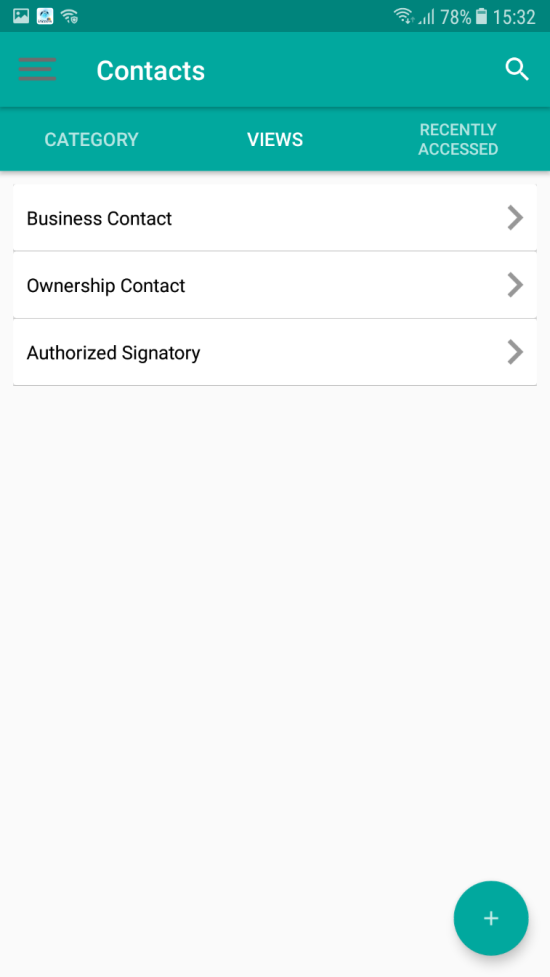 78% 15:32
Contacts
CATEGORY
VIEWS
RECENTLY
ACCESSED
Business Contact
Ownership Contact
Authorized Signatory
+